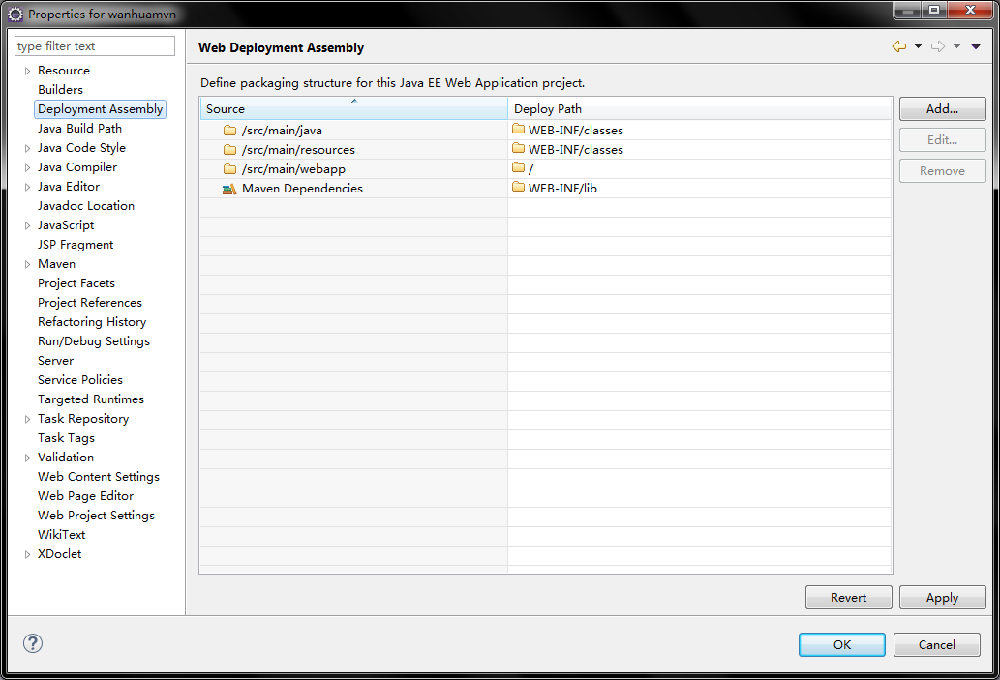 Properties for wanhuamvn
type filter text
Resource
Builders
Deployment Assembly
Java Build Path
Java Code Style
Java Compiler
Java Editor
Javadoc Location
JavaScript
JSP Fragment
Maven
Project Facets
Project References
Refactoring History
Run/Debug Settings
Server
Service Policies
Targeted Runtimes
Task Repository
Task Tags
Validation
Web Content Settings
Web Page Editor
Web Project Settings
WikiText
XDoclet
Web Deployment Assembly
Define packaging structure for this Java EE Web Application project.
Source Deploy Path
/src/main/java WEB-INF/classes
/src/main/resources WEB-INF/classes
/src/main/webapp /
Maven Dependencies WEB-INF/lib
Add...
Edit...
Remove
Revert Apply
OK Cancel